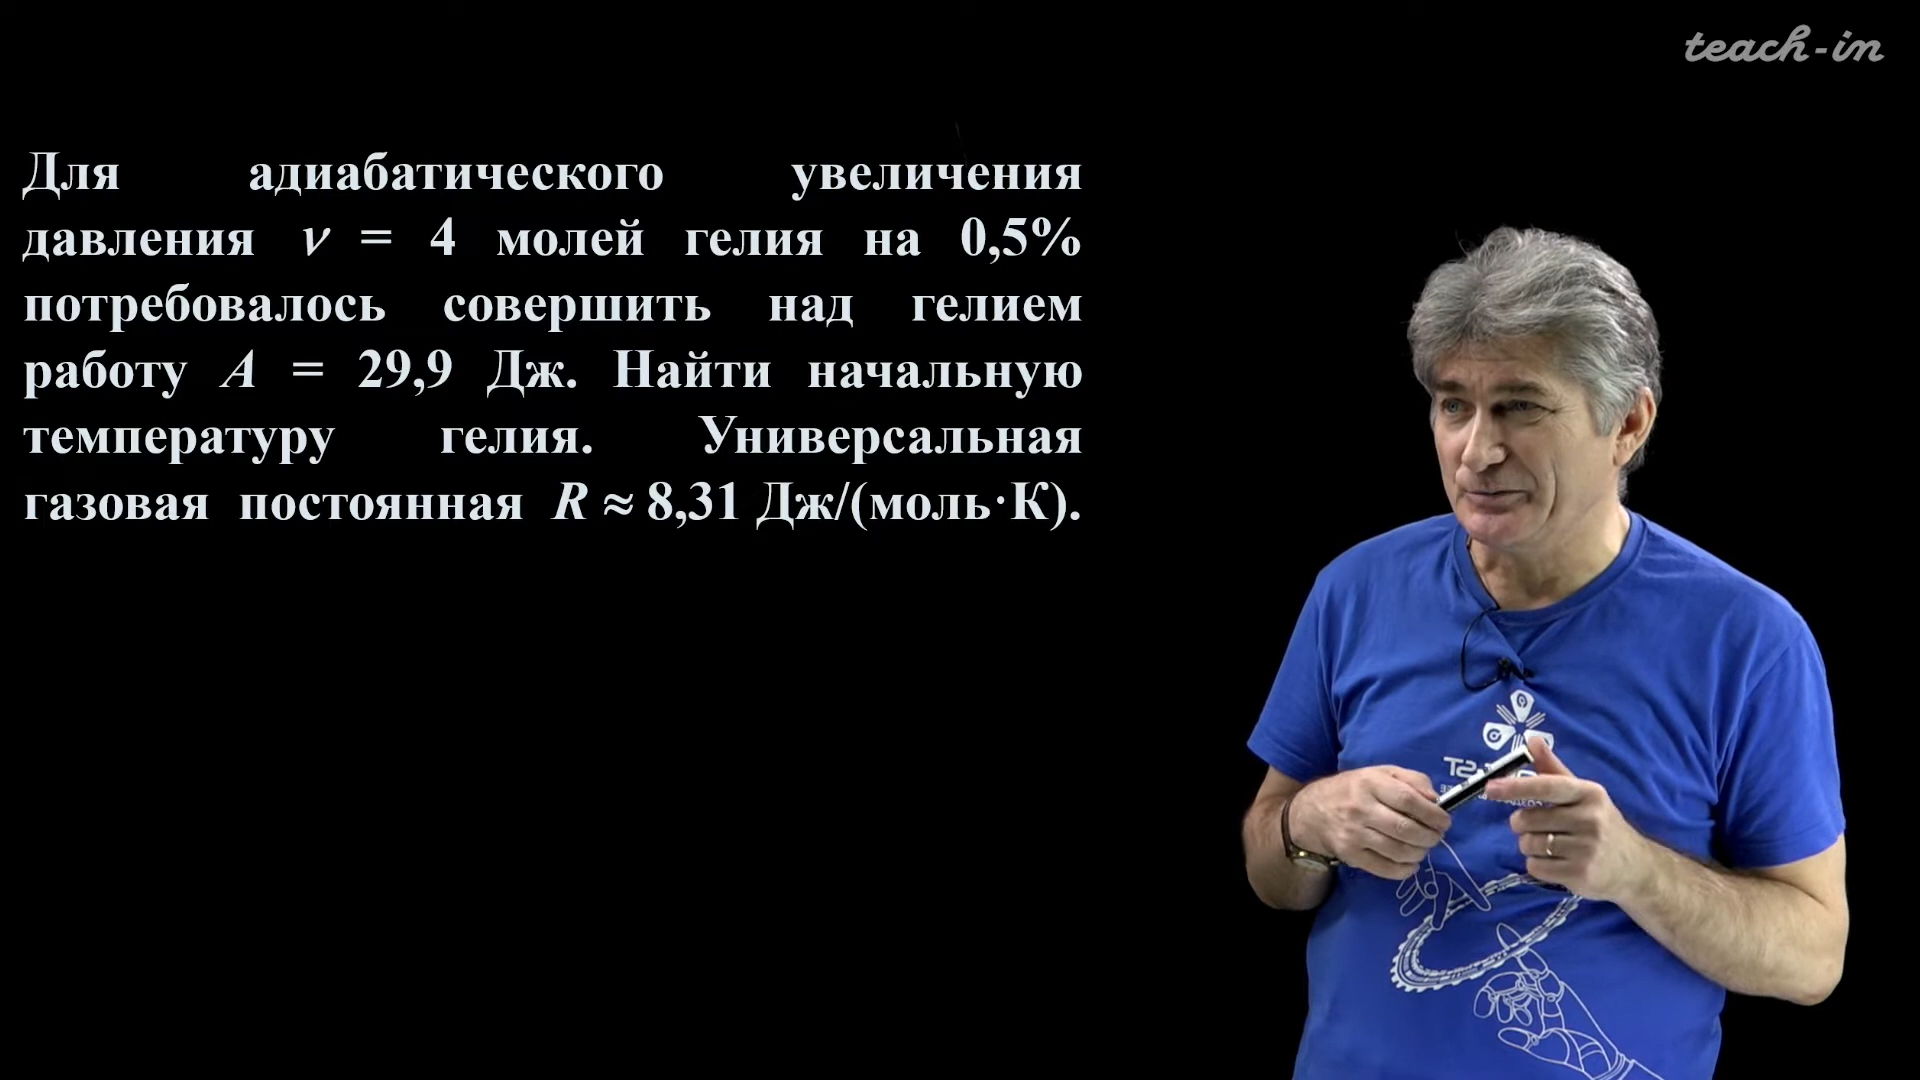 teach-in
Для адиабатического увеличения
давления ν = 4 молей гелия на 0,5%
потребовалось совершить над гелием
работу A = 29,9 Дж. Найти начальную
температуру гелия. Универсальная
газовая постоянная R ≈ 8,31 Дж/(моль·К).